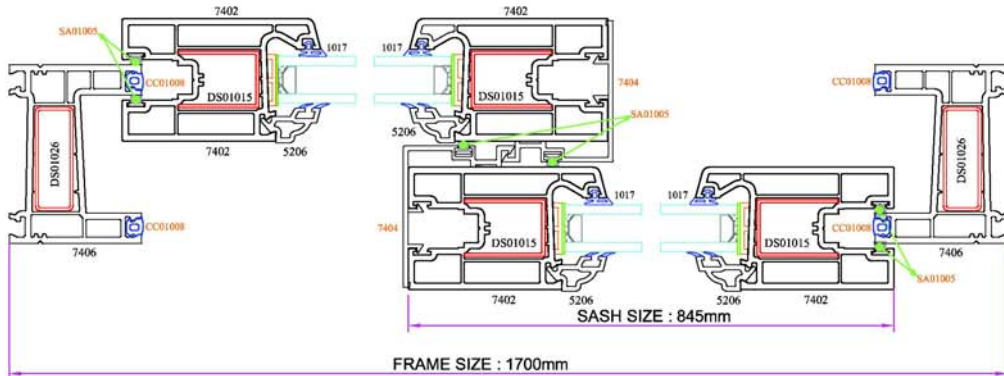 7402 7402
SA01005 1017 1017
CC01008 7404 CC01008
DS01015 DS01015
SA01005
DS01026 DS01026
7402 5206 5206
1017 1017
CC01008 7404 CC01008
DS01015 DS01015
7406 7406
SA01005
7402 5206 5206 7402
SASH SIZE : 845mm
FRAME SIZE : 1700mm